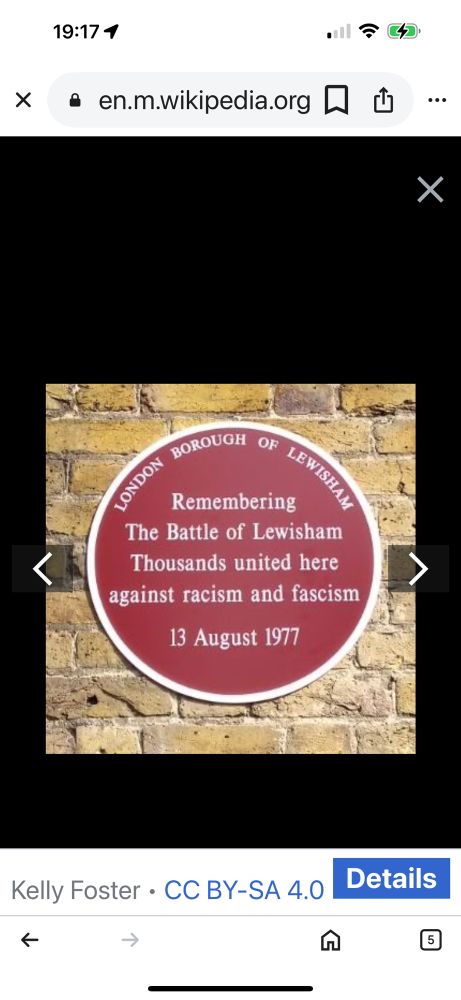 19:17
en.m.wikipedia.org
LONDON BOROUGH OF LEWISHAM
Remembering
The Battle of Lewisham
Thousands united here
against racism and fascism
13 August 1977
Kelly Foster • CC BY-SA 4.0
Details
5